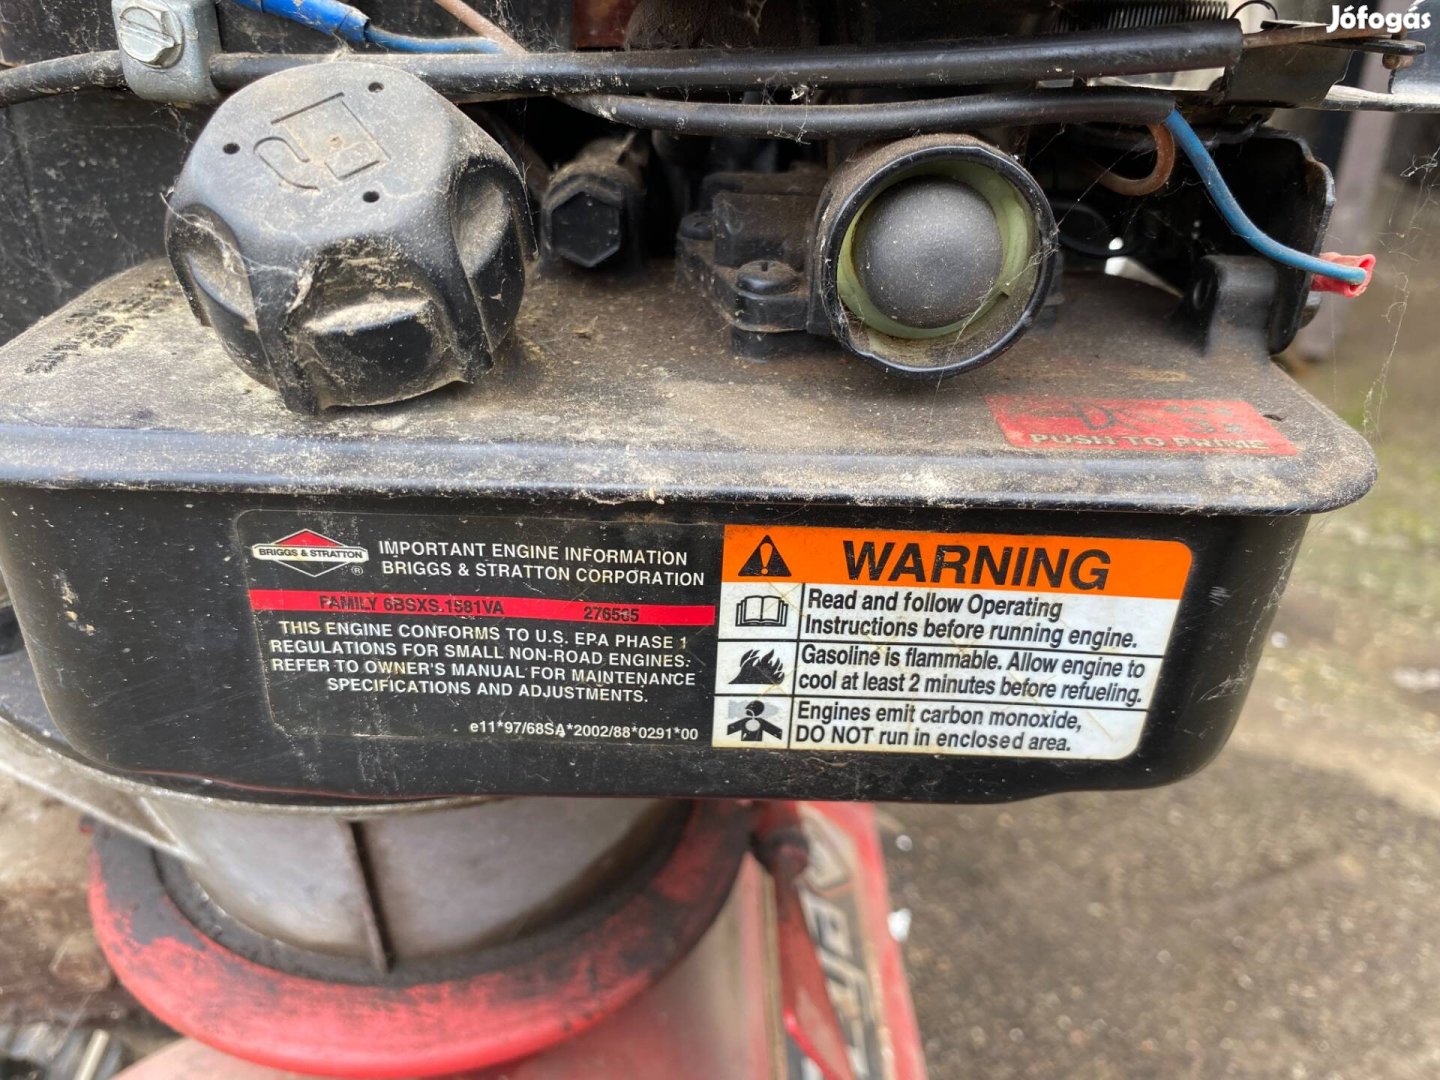 Jófogás
PUSH TO PRIME
BRIGGS & STRATTON
®
IMPORTANT ENGINE INFORMATION
BRIGGS & STRATTON CORPORATION
FAMILY 6BSXS.1581VA 276505
THIS ENGINE CONFORMS TO U.S. EPA PHASE 1
REGULATIONS FOR SMALL NON-ROAD ENGINES.
REFER TO OWNER'S MANUAL FOR MAINTENANCE
SPECIFICATIONS AND ADJUSTMENTS.
e11*97/68SA*2002/88*0291*00
WARNING
Read and follow Operating
Instructions before running engine.
Gasoline is flammable. Allow engine to
cool at least 2 minutes before refueling.
Engines emit carbon monoxide,
DO NOT run in enclosed area.